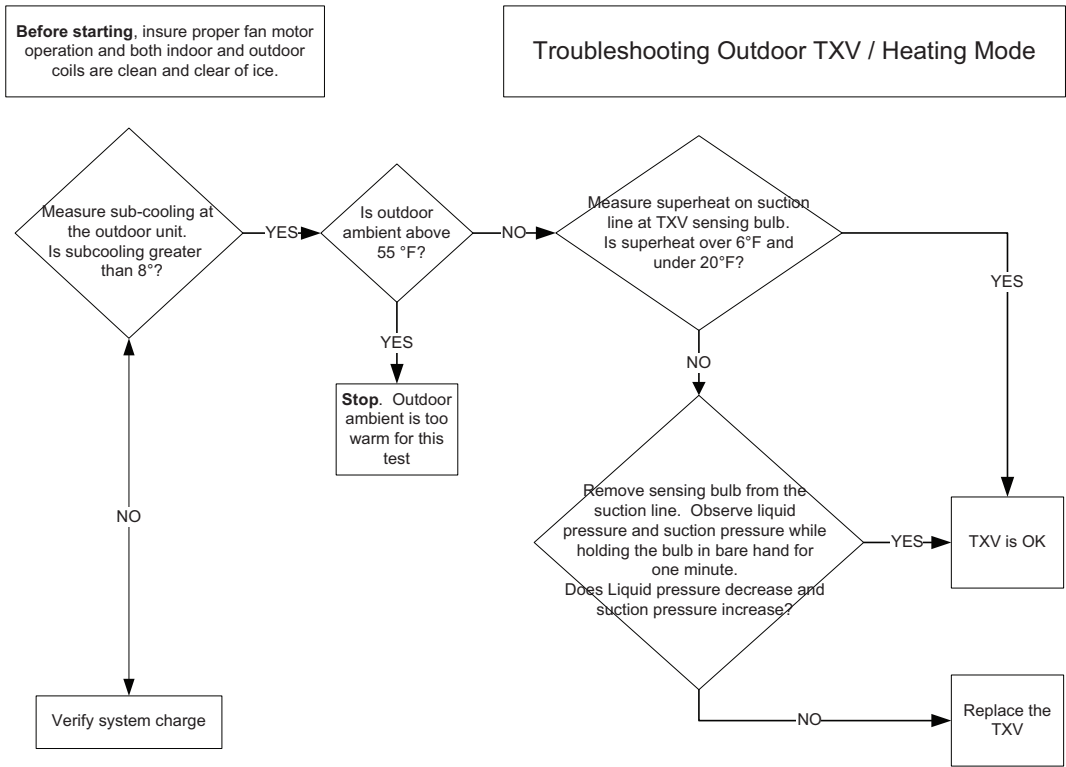 Before starting, insure proper fan motor
operation and both indoor and outdoor
coils are clean and clear of ice.
Troubleshooting Outdoor TXV / Heating Mode
Measure sub-cooling at
the outdoor unit.
Is subcooling greater
than 8°?
YES
Is outdoor
ambient above
55 °F?
NO
Measure superheat on suction
line at TXV sensing bulb.
Is superheat over 6°F and
under 20°F?
YES
YES
NO
Stop.  Outdoor
ambient is too
warm for this
test
NO
Remove sensing bulb from the
suction line.  Observe liquid
pressure and suction pressure while
holding the bulb in bare hand for
one minute.
Does Liquid pressure decrease and
suction pressure increase?
YES
TXV is OK
Verify system charge
NO
Replace the
TXV